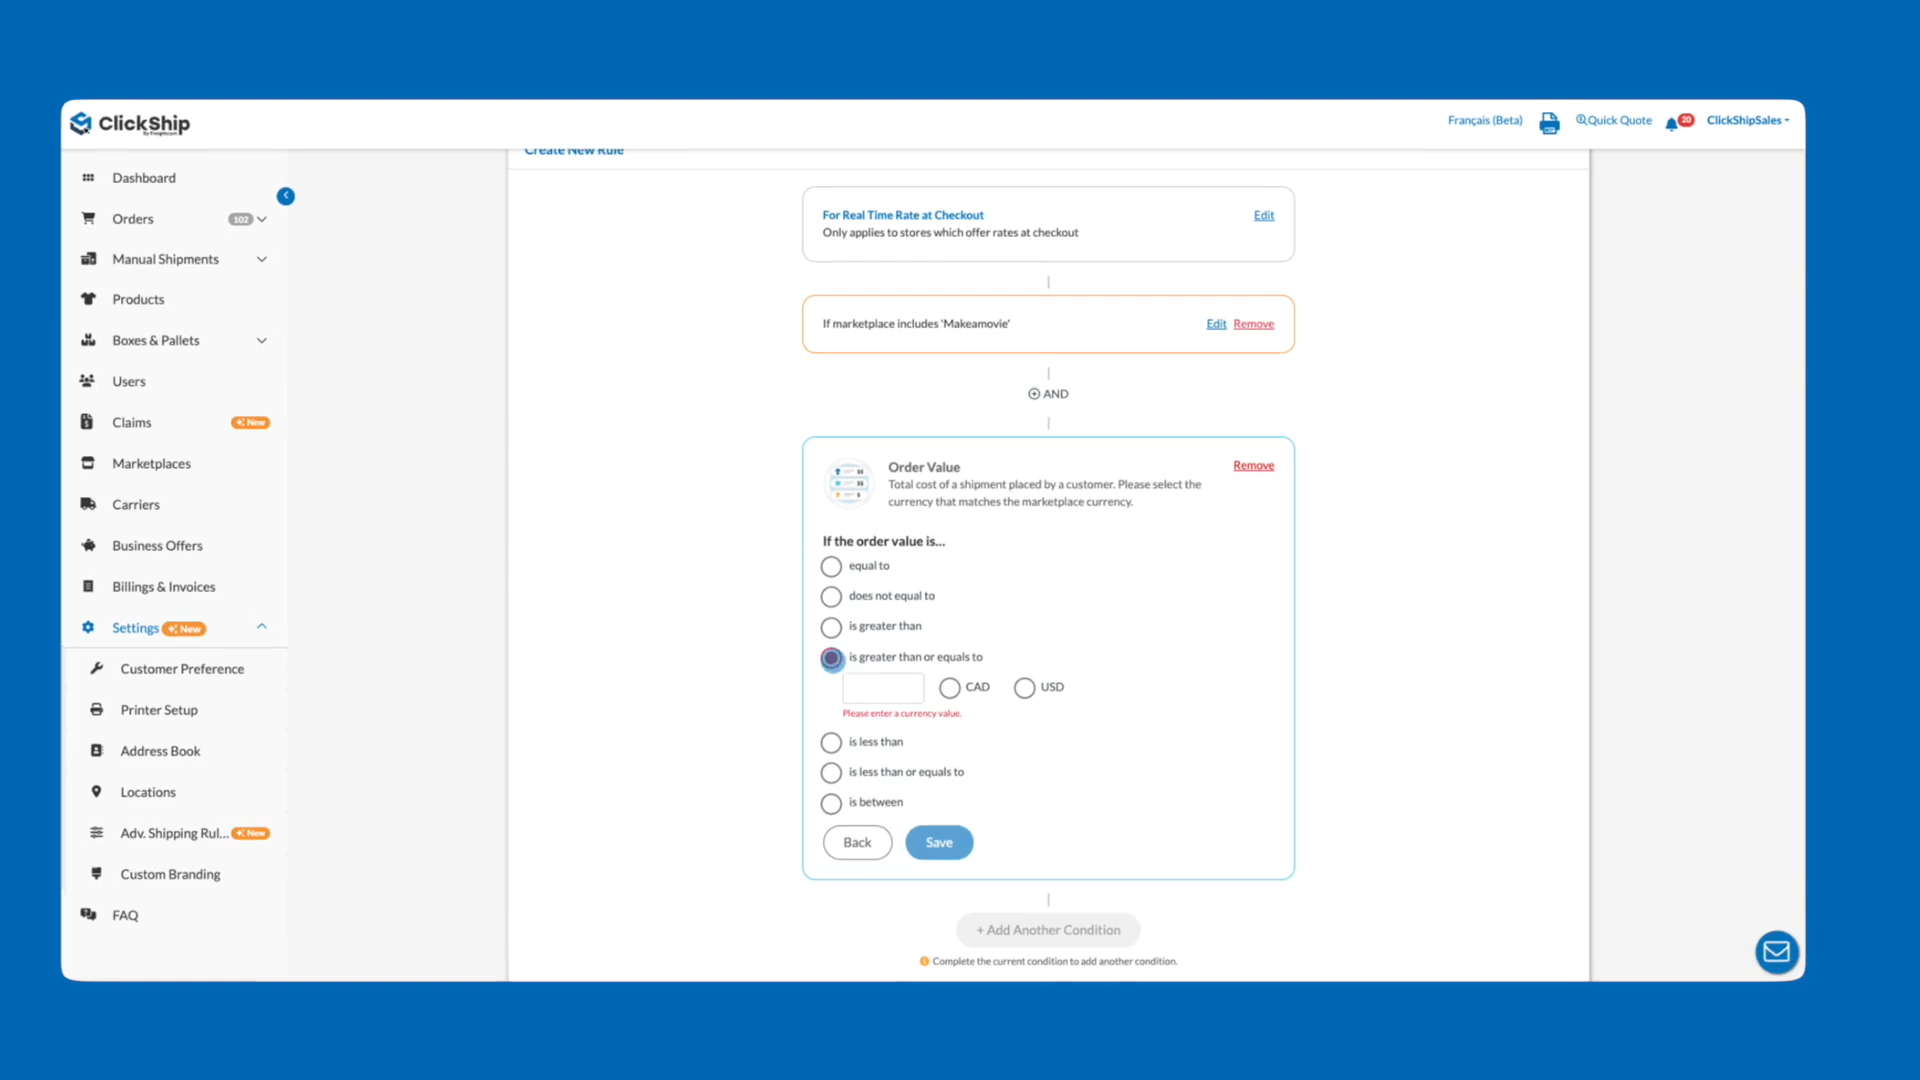 ClickShip
by freightcom
Français (Beta)
Quick Quote
20
ClickShipSales
Create New Rule
Dashboard
Orders
102
Manual Shipments
Products
Boxes & Pallets
Users
Claims
New
Marketplaces
Carriers
Business Offers
Billings & Invoices
Settings
New
Customer Preference
Printer Setup
Address Book
Locations
Adv. Shipping Rul...
New
Custom Branding
FAQ
For Real Time Rate at Checkout
Edit
Only applies to stores which offer rates at checkout
If marketplace includes 'Makeamovie'
Edit
Remove
AND
Order Value
Remove
Total cost of a shipment placed by a customer. Please select the
currency that matches the marketplace currency.
If the order value is...
equal to
does not equal to
is greater than
is greater than or equals to
CAD
USD
Please enter a currency value.
is less than
is less than or equals to
is between
Back
Save
+ Add Another Condition
Complete the current condition to add another condition.